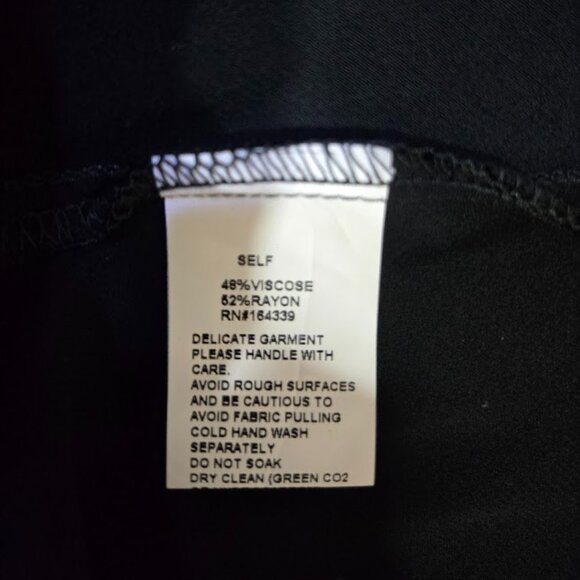 SELF
48%VISCOSE
52%RAYON
RN#164339
DELICATE GARMENT
PLEASE HANDLE WITH
CARE.
AVOID ROUGH SURFACES
AND BE CAUTIOUS TO
AVOID FABRIC PULLING
COLD HAND WASH
SEPARATELY
DO NOT SOAK
DRY CLEAN (GREEN CO2